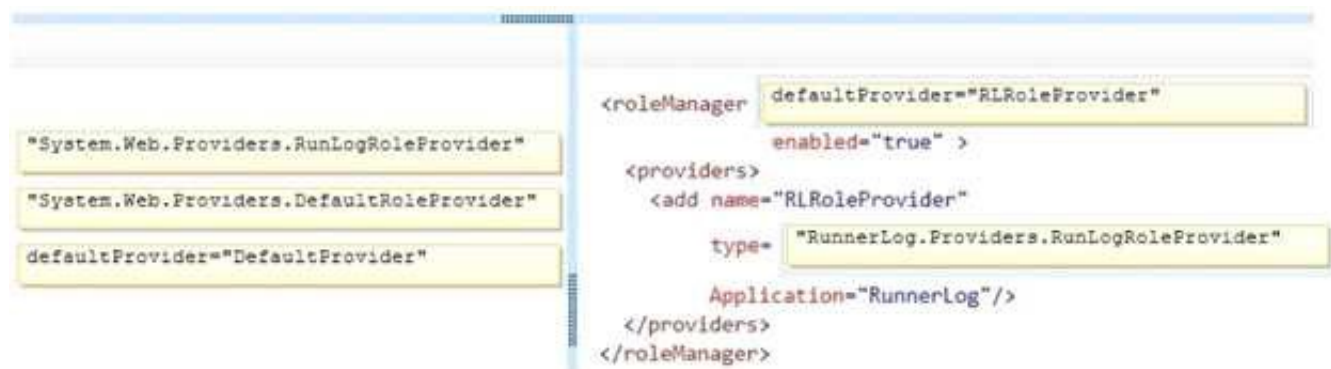 "System.Web.Providers.RunLogRoleProvider"
"System.Web.Providers.DefaultRoleProvider"
defaultProvider="DefaultProvider"
<roleManager defaultProvider="RLRoleProvider"
enabled="true" >
<providers>
<add name="RLRoleProvider"
type= "RunnerLog.Providers.RunLogRoleProvider"
Application="RunnerLog"/>
</providers>
</roleManager>